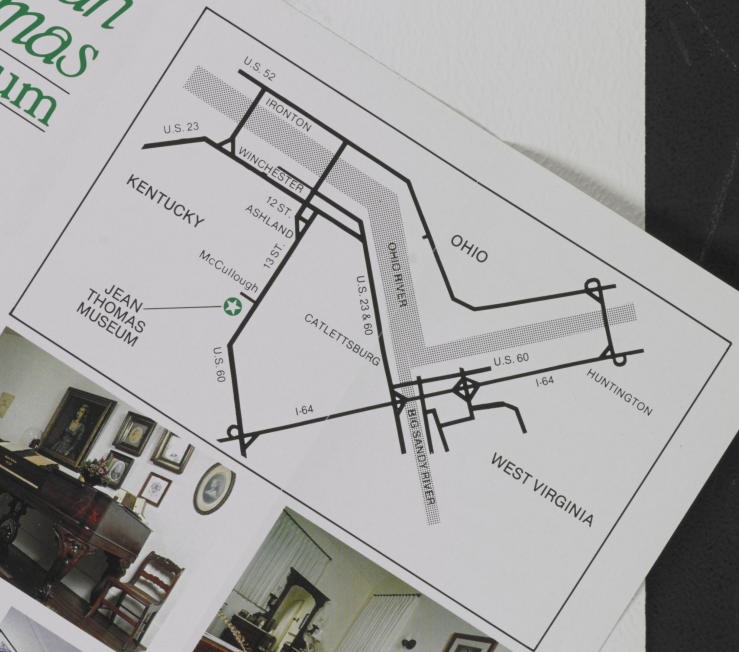 mas
um
U.S. 52
IRONTON
U.S. 23
WINCHESTER
KENTUCKY
12 ST.
ASHLAND
13 ST.
McCullough
OHIO
OHIO RIVER
JEAN
THOMAS
MUSEUM
U.S. 23 & 60
CATLETTSBURG
U.S. 60
U.S. 60
I-64
I-64
HUNTINGTON
BIG SANDY RIVER
WEST VIRGINIA